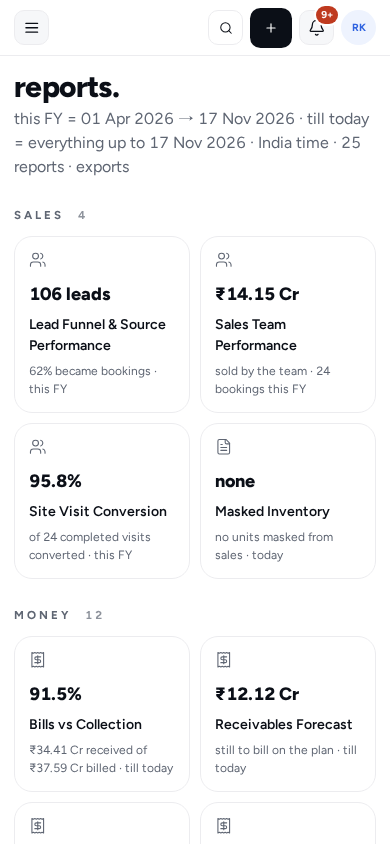 9+
RK
reports.
this FY = 01 Apr 2026 → 17 Nov 2026 · till today
= everything up to 17 Nov 2026 · India time · 25
reports · exports
SALES 4
106 leads
Lead Funnel & Source
Performance
62% became bookings ·
this FY
₹14.15 Cr
Sales Team
Performance
sold by the team · 24
bookings this FY
95.8%
Site Visit Conversion
of 24 completed visits
converted · this FY
none
Masked Inventory
no units masked from
sales · today
MONEY 12
91.5%
Bills vs Collection
₹34.41 Cr received of
₹37.59 Cr billed · till today
₹12.12 Cr
Receivables Forecast
still to bill on the plan · till
today